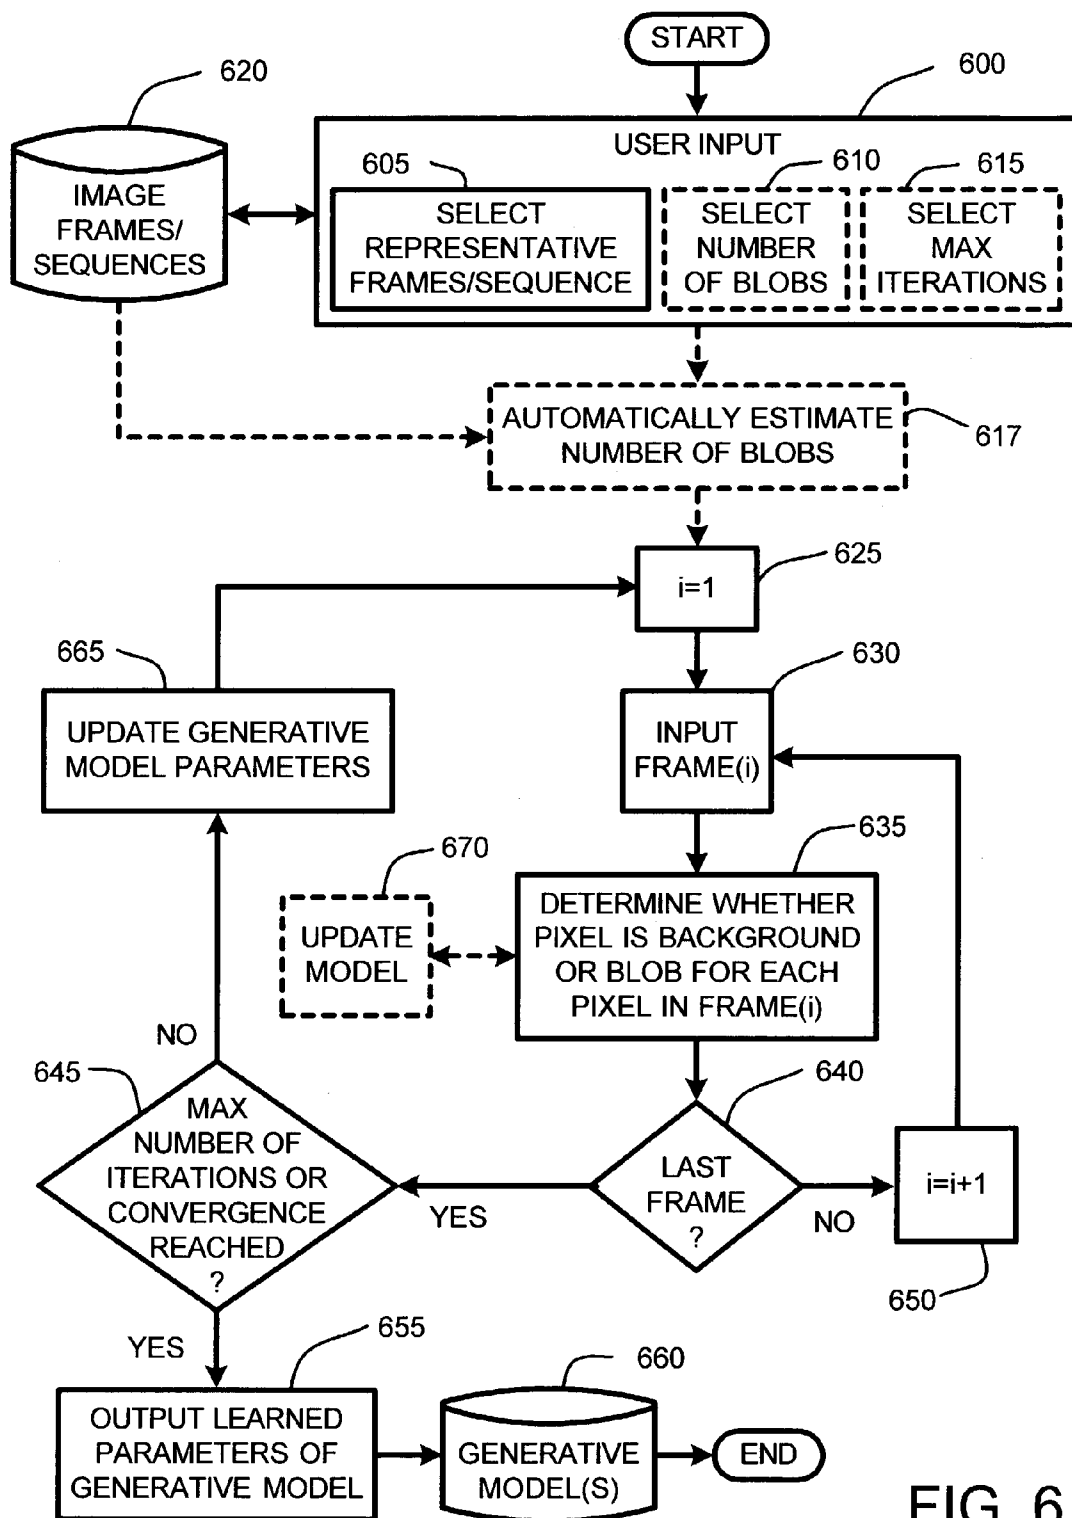 START
600
620
USER INPUT
605
610
615
IMAGE
FRAMES/
SEQUENCES
SELECT
REPRESENTATIVE
FRAMES/SEQUENCE
SELECT
NUMBER
OF BLOBS
SELECT
MAX
ITERATIONS
AUTOMATICALLY ESTIMATE
NUMBER OF BLOBS
617
i=1
625
665
630
UPDATE GENERATIVE
MODEL PARAMETERS
INPUT
FRAME(i)
635
670
UPDATE
MODEL
DETERMINE WHETHER
PIXEL IS BACKGROUND
OR BLOB FOR EACH
PIXEL IN FRAME(i)
NO
645
640
MAX
NUMBER OF
ITERATIONS OR
CONVERGENCE
REACHED
?
YES
LAST
FRAME
?
NO
i=i+1
650
YES
655
660
OUTPUT LEARNED
PARAMETERS OF
GENERATIVE MODEL
GENERATIVE
MODEL(S)
END
FIG. 6